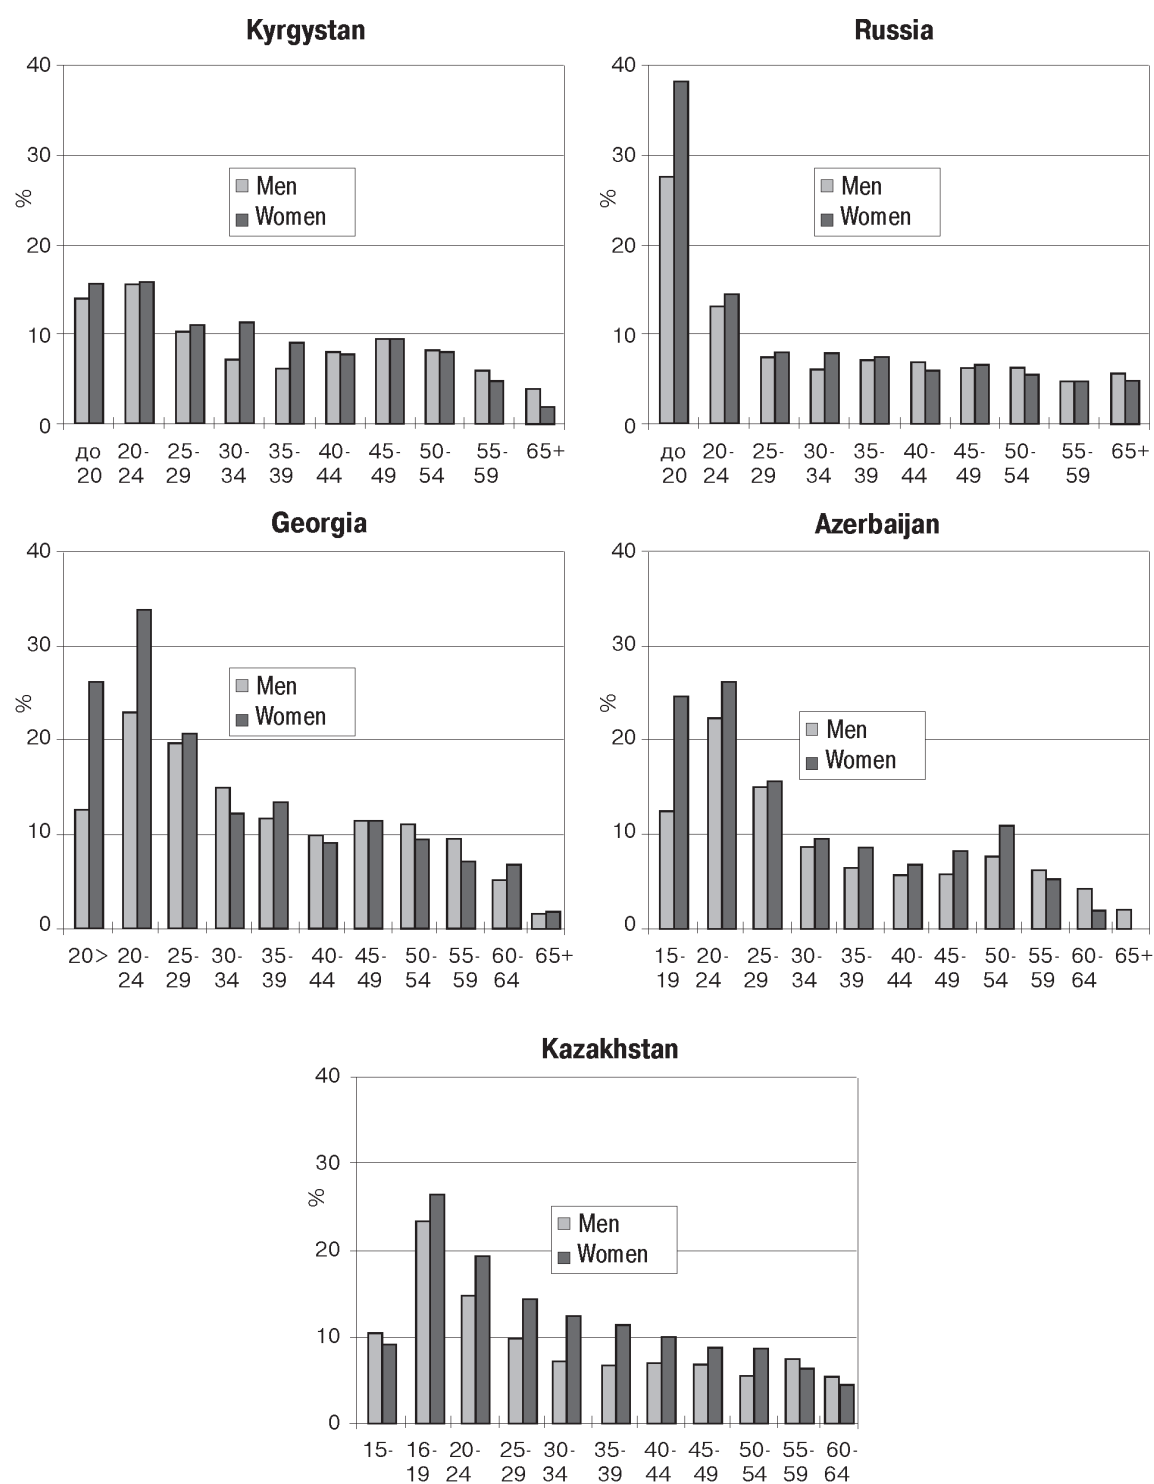 Kyrgystan
40
30
%
20
10
0
Men
Women
до 20- 25- 30- 35- 40- 45- 50- 55- 65+
20 24 29 34 39 44 49 54 59
Russia
40
30
%
20
10
0
Men
Women
до 20- 25- 30- 35- 40- 45- 50- 55- 65+
20 24 29 34 39 44 49 54 59
Georgia
40
30
%
20
10
0
Men
Women
20> 20- 25- 30- 35- 40- 45- 50- 55- 60- 65+
24 29 34 39 44 49 54 59 64
Azerbaijan
40
30
%
20
10
0
Men
Women
15- 20- 25- 30- 35- 40- 45- 50- 55- 60- 65+
19 24 29 34 39 44 49 54 59 64
Kazakhstan
40
30
%
20
10
0
Men
Women
15- 16- 20- 25- 30- 35- 40- 45- 50- 55- 60-
19 24 29 34 39 44 49 54 59 64